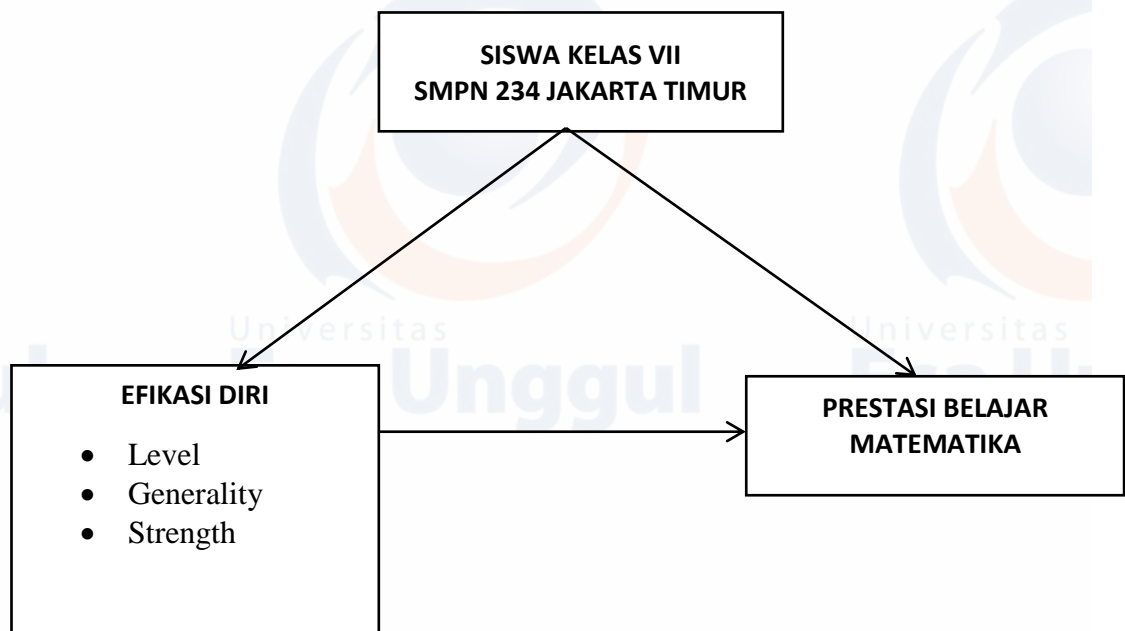 SISWA KELAS VII
SMPN 234 JAKARTA TIMUR
Universitas
Universitas
Unggul
EFIKASI DIRI
• Level
• Generality
• Strength
PRESTASI BELAJAR
MATEMATIKA